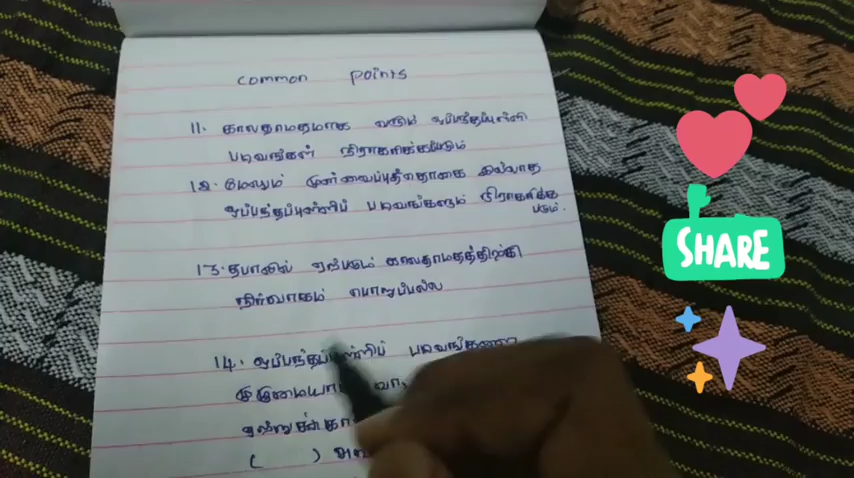 common points
11. காலதாமதமாக வரும் ஒப்பந்தப்புள்ளி
படிவங்கள் நிராகரிக்கப்படும்
12. மேலும் முன்வைப்புத்தொகை இல்லாத
ஒப்பந்தப்புள்ளிப் படிவங்களும் நிராகரிக்க
படும்.
13. தபாலில் ஏற்படும் காலதாமதத்திற்கு
நிர்வாகம் பொறுப்பல்ல
14. ஒப்பந்தப்புள்ளிப் படிவங்களை
முழுமையாக
( )
SHARE